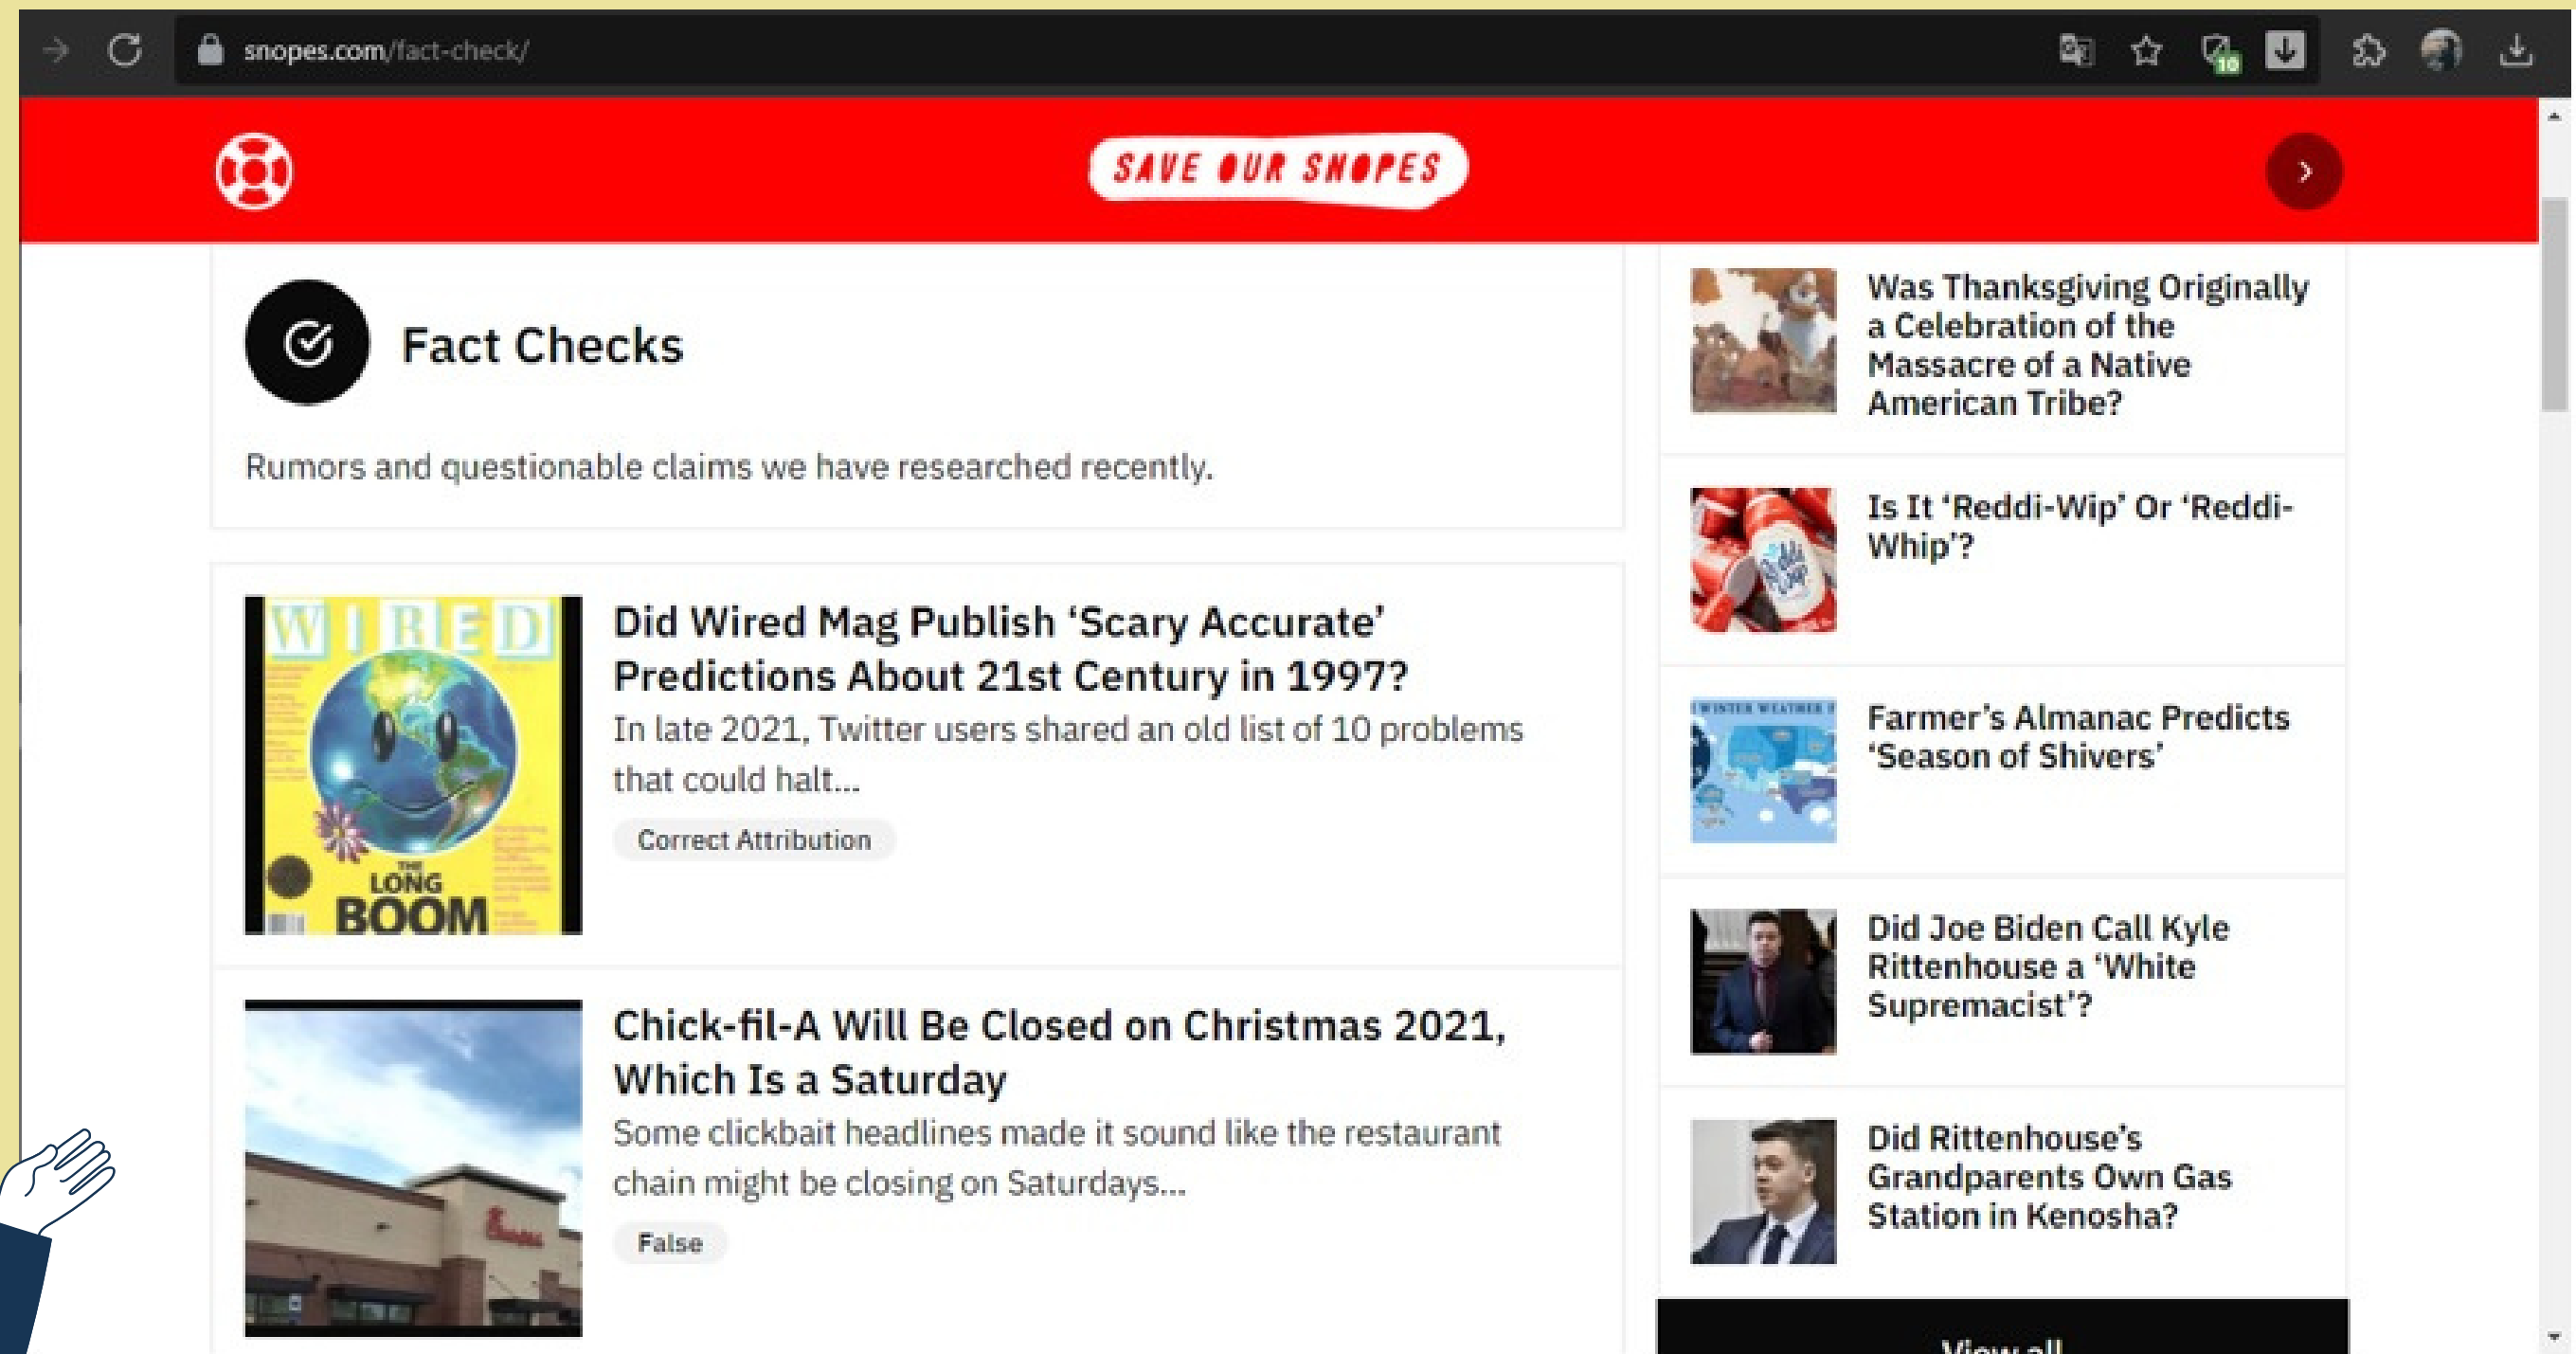 snopes.com/fact-check/
10
SAVE OUR SNOPES
Fact Checks
Rumors and questionable claims we have researched recently.
WIRED
THE
LONG
BOOM
Did Wired Mag Publish ‘Scary Accurate’
Predictions About 21st Century in 1997?
In late 2021, Twitter users shared an old list of 10 problems
that could halt...
Correct Attribution
Chick-fil-A Will Be Closed on Christmas 2021,
Which Is a Saturday
Some clickbait headlines made it sound like the restaurant
chain might be closing on Saturdays...
False
Was Thanksgiving Originally
a Celebration of the
Massacre of a Native
American Tribe?
Is It ‘Reddi-Wip’ Or ‘Reddi-
Whip’?
WINTER WEATHER
Farmer’s Almanac Predicts
‘Season of Shivers’
Did Joe Biden Call Kyle
Rittenhouse a ‘White
Supremacist’?
Did Rittenhouse’s
Grandparents Own Gas
Station in Kenosha?
View all